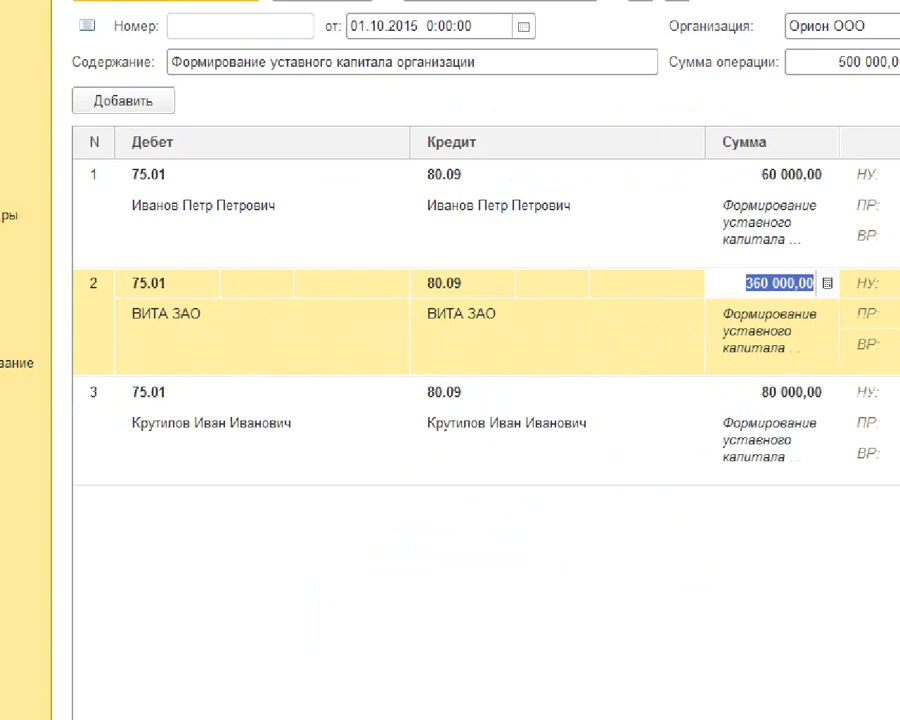 Номер: от: 01.10.2015 0:00:00 Организация: Орион ООО
Содержание: Формирование уставного капитала организации Сумма операции: 500 000,0
Добавить
N Дебет Кредит Сумма
1 75.01 80.09 60 000,00 НУ:
Иванов Петр Петрович Иванов Петр Петрович Формирование ПР:
уставного
капитала ... ВР:
ры
2 75.01 80.09 360 000,00 НУ:
ВИТА ЗАО ВИТА ЗАО Формирование ПР:
уставного
капитала ... ВР:
вание
3 75.01 80.09 80 000,00 НУ:
Крутипов Иван Иванович Крутипов Иван Иванович Формирование ПР:
уставного
капитала ... ВР: